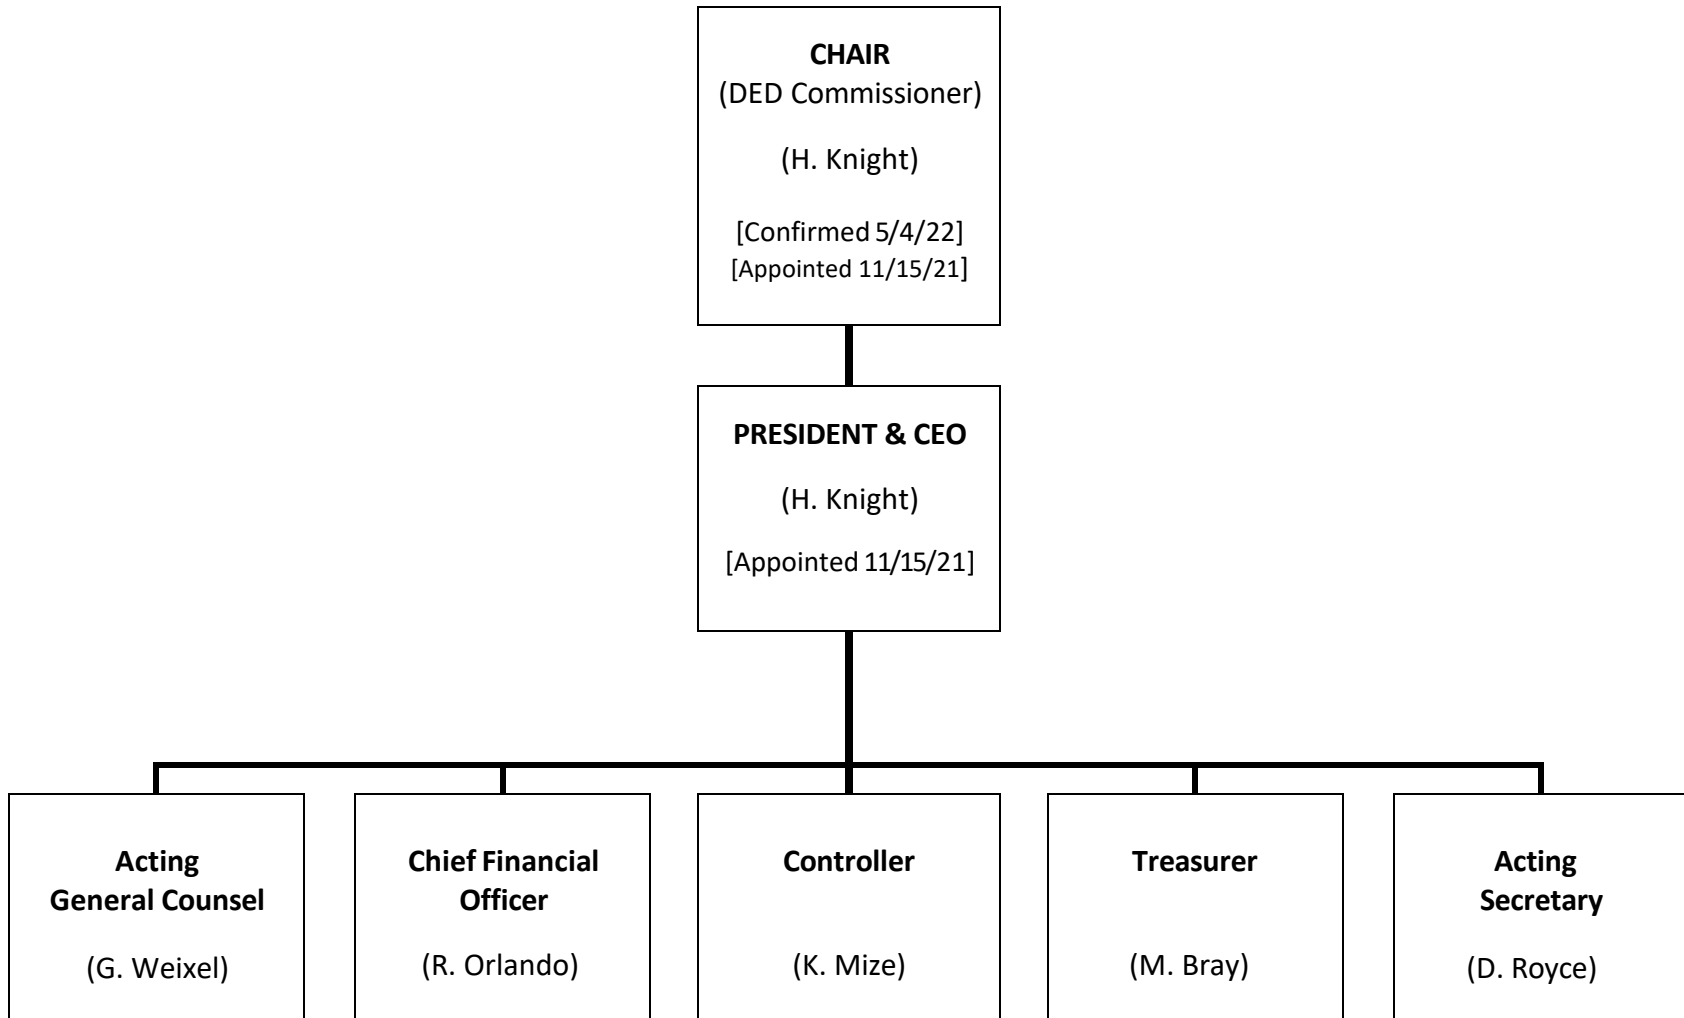 CHAIR
(DED Commissioner)
(H. Knight)
[Confirmed 5/4/22]
[Appointed 11/15/21]
PRESIDENT & CEO
(H. Knight)
[Appointed 11/15/21]
Acting
General Counsel
(G. Weixel)
Chief Financial
Officer
(R. Orlando)
Controller
(K. Mize)
Treasurer
(M. Bray)
Acting
Secretary
(D. Royce)